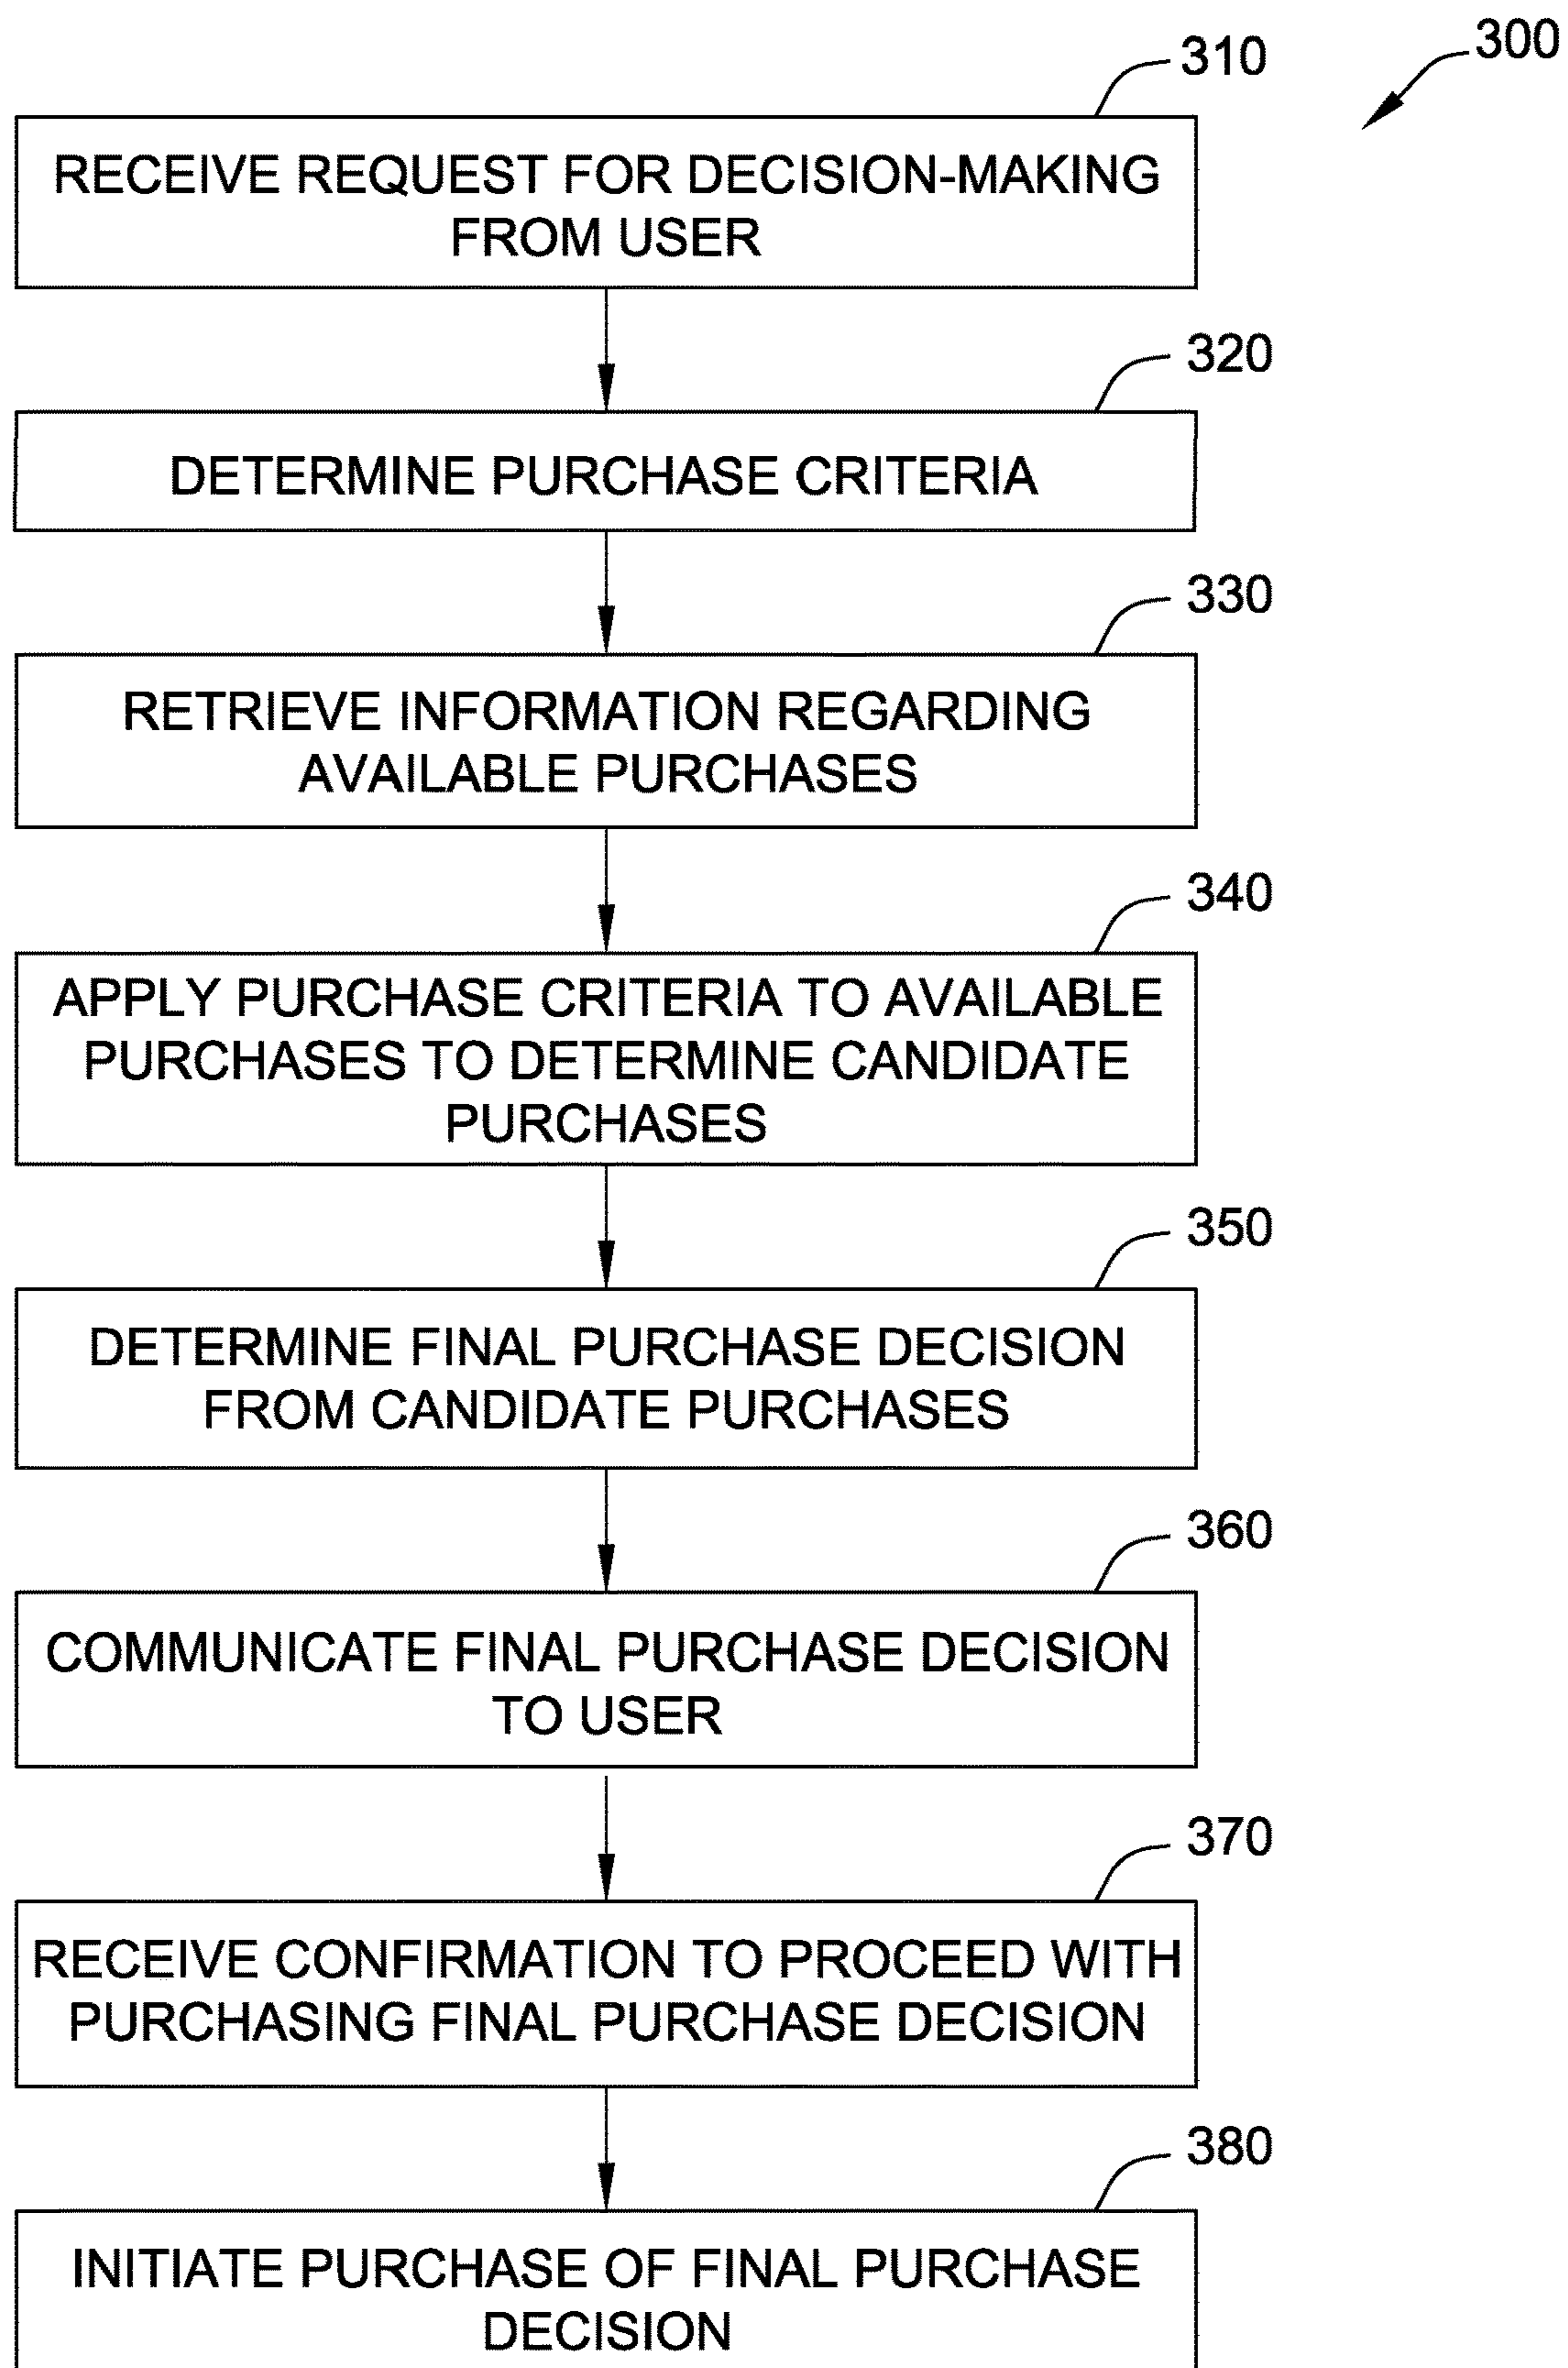 300
310
RECEIVE REQUEST FOR DECISION-MAKING
FROM USER
320
DETERMINE PURCHASE CRITERIA
330
RETRIEVE INFORMATION REGARDING
AVAILABLE PURCHASES
340
APPLY PURCHASE CRITERIA TO AVAILABLE
PURCHASES TO DETERMINE CANDIDATE
PURCHASES
350
DETERMINE FINAL PURCHASE DECISION
FROM CANDIDATE PURCHASES
360
COMMUNICATE FINAL PURCHASE DECISION
TO USER
370
RECEIVE CONFIRMATION TO PROCEED WITH
PURCHASING FINAL PURCHASE DECISION
380
INITIATE PURCHASE OF FINAL PURCHASE
DECISION